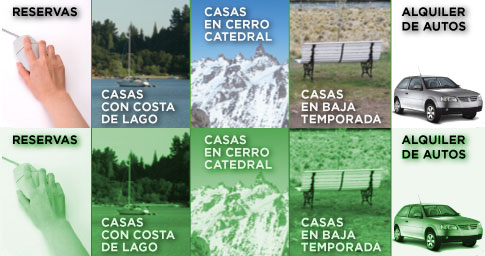 RESERVAS
CASAS
CON COSTA
DE LAGO
CASAS
EN CERRO
CATEDRAL
CASAS
EN BAJA
TEMPORADA
ALQUILER
DE AUTOS
RESERVAS
CASAS
CON COSTA
DE LAGO
CASAS
EN CERRO
CATEDRAL
CASAS
EN BAJA
TEMPORADA
ALQUILER
DE AUTOS